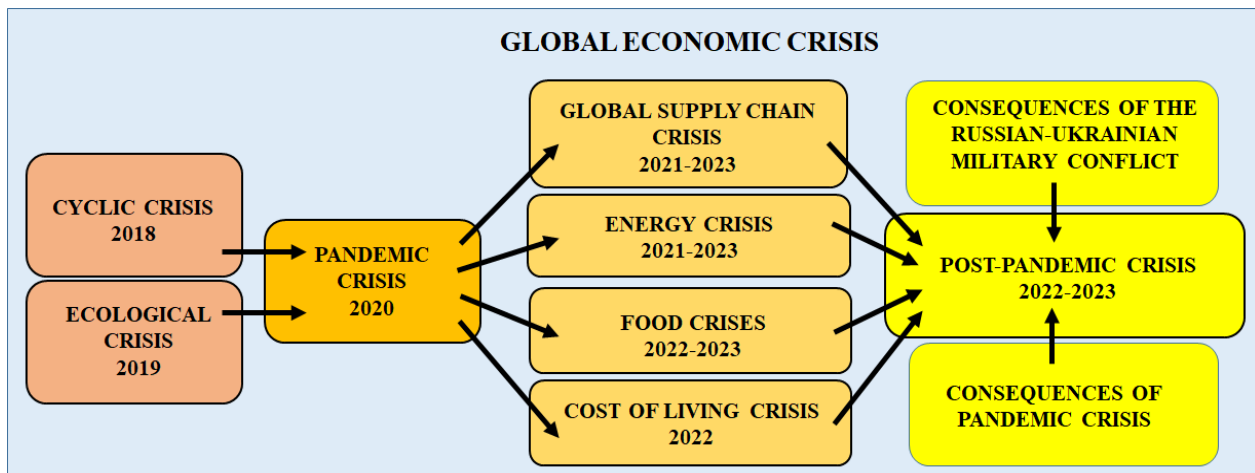 GLOBAL ECONOMIC CRISIS
CYCLIC CRISIS
2018
ECOLOGICAL
CRISIS
2019
PANDEMIC
CRISIS
2020
GLOBAL SUPPLY CHAIN
CRISIS
2021-2023
ENERGY CRISIS
2021-2023
FOOD CRISES
2022-2023
COST OF LIVING CRISIS
2022
CONSEQUENCES OF THE
RUSSIAN-UKRAINIAN
MILITARY CONFLICT
POST-PANDEMIC CRISIS
2022-2023
CONSEQUENCES OF
PANDEMIC CRISIS